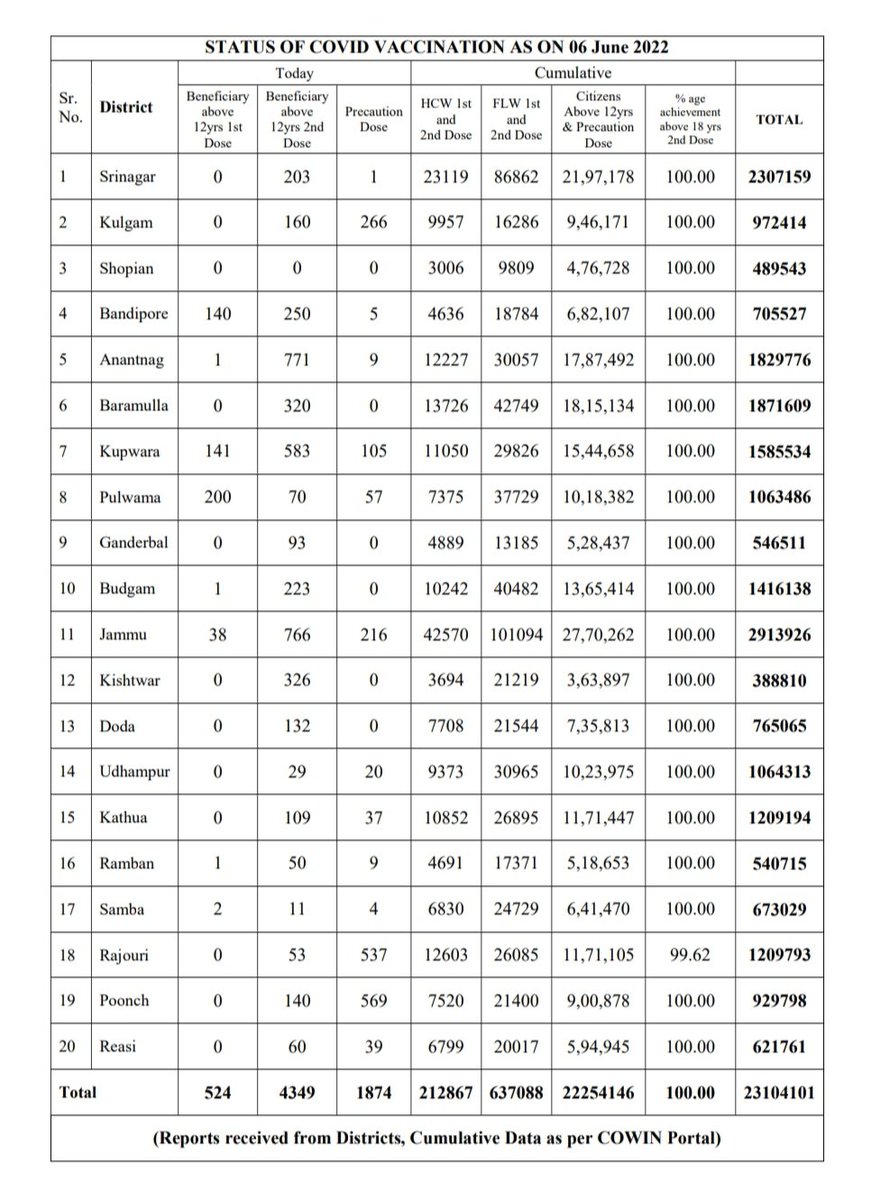 STATUS OF COVID VACCINATION AS ON 06 June 2022
Sr. No. District Today Cumulative
Beneficiary above 12yrs 1st Dose Beneficiary above 12yrs 2nd Dose Precaution Dose HCW 1st and 2nd Dose FLW 1st and 2nd Dose Citizens Above 12yrs & Precaution Dose % age achievement above 18 yrs 2nd Dose TOTAL
1 Srinagar 0 203 1 23119 86862 21,97,178 100.00 2307159
2 Kulgam 0 160 266 9957 16286 9,46,171 100.00 972414
3 Shopian 0 0 0 3006 9809 4,76,728 100.00 489543
4 Bandipore 140 250 5 4636 18784 6,82,107 100.00 705527
5 Anantnag 1 771 9 12227 30057 17,87,492 100.00 1829776
6 Baramulla 0 320 0 13726 42749 18,15,134 100.00 1871609
7 Kupwara 141 583 105 11050 29826 15,44,658 100.00 1585534
8 Pulwama 200 70 57 7375 37729 10,18,382 100.00 1063486
9 Ganderbal 0 93 0 4889 13185 5,28,437 100.00 546511
10 Budgam 1 223 0 10242 40482 13,65,414 100.00 1416138
11 Jammu 38 766 216 42570 101094 27,70,262 100.00 2913926
12 Kishtwar 0 326 0 3694 21219 3,63,897 100.00 388810
13 Doda 0 132 0 7708 21544 7,35,813 100.00 765065
14 Udhampur 0 29 20 9373 30965 10,23,975 100.00 1064313
15 Kathua 0 109 37 10852 26895 11,71,447 100.00 1209194
16 Ramban 1 50 9 4691 17371 5,18,653 100.00 540715
17 Samba 2 11 4 6830 24729 6,41,470 100.00 673029
18 Rajouri 0 53 537 12603 26085 11,71,105 99.62 1209793
19 Poonch 0 140 569 7520 21400 9,00,878 100.00 929798
20 Reasi 0 60 39 6799 20017 5,94,945 100.00 621761
Total 524 4349 1874 212867 637088 22254146 100.00 23104101
(Reports received from Districts, Cumulative Data as per COWIN Portal)